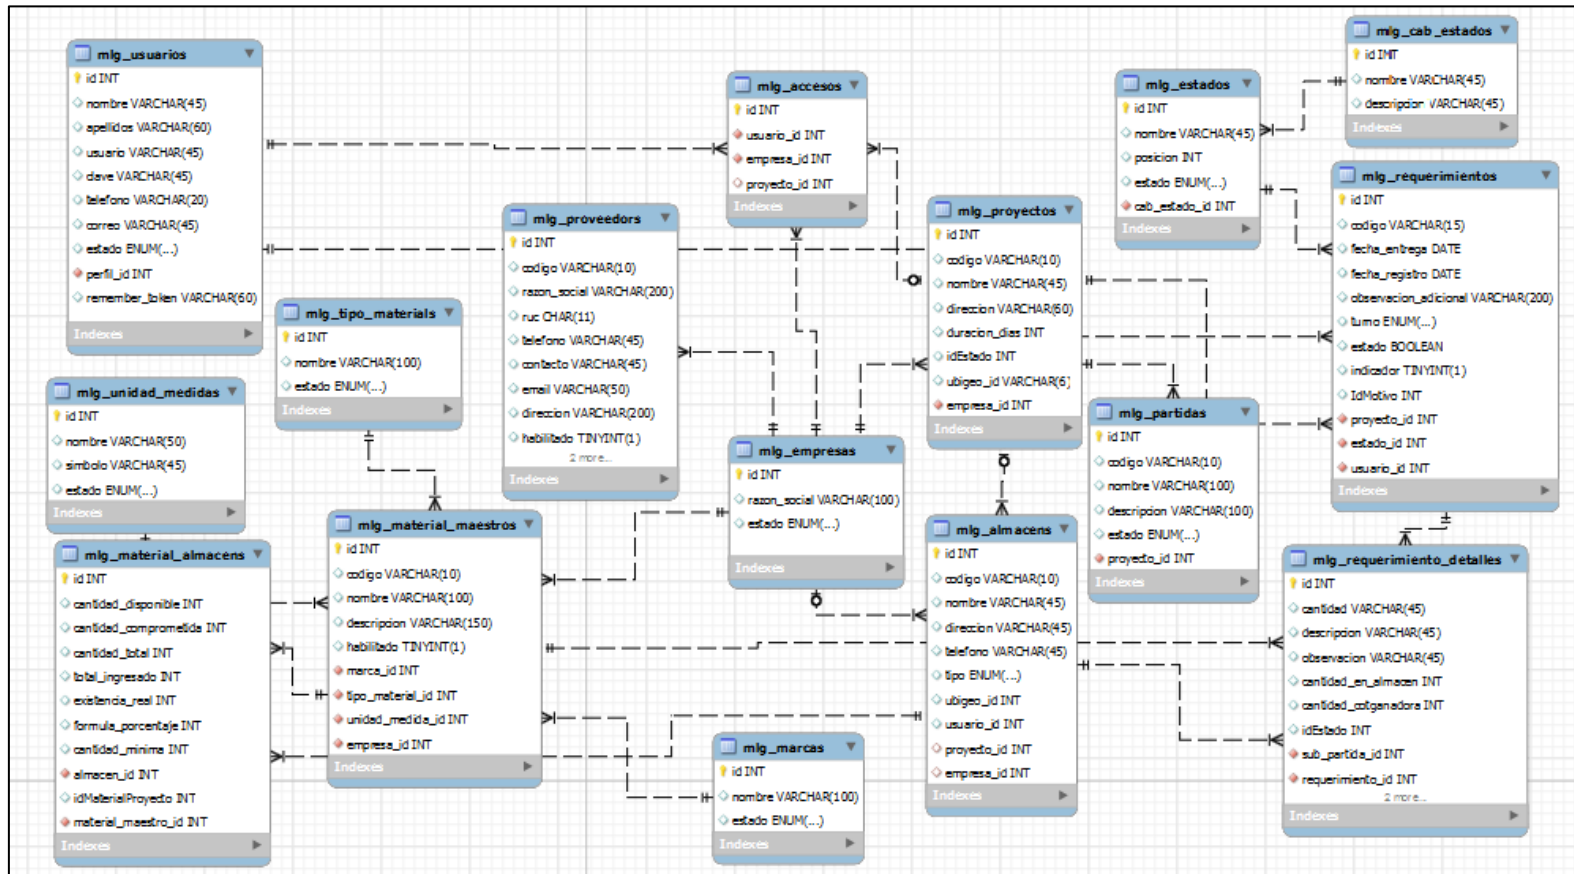 mlg_usuarios
id INT
nombre VARCHAR(45)
apellidos VARCHAR(60)
usuario VARCHAR(45)
clave VARCHAR(45)
telefono VARCHAR(20)
correo VARCHAR(45)
estado ENUM(...)
perfil_id INT
remember_token VARCHAR(60)
Indexes
mlg_tipo_materials
id INT
nombre VARCHAR(100)
estado ENUM(...)
Indexes
mlg_unidad_medidas
id INT
nombre VARCHAR(50)
simbolo VARCHAR(45)
estado ENUM(...)
Indexes
mlg_material_almacens
id INT
cantidad_disponible INT
cantidad_comprometida INT
cantidad_total INT
total_ingresado INT
existencia_real INT
formula_porcentaje INT
cantidad_minima INT
almacen_id INT
idMaterialProyecto INT
material_maestro_id INT
Indexes
mlg_material_maestros
id INT
codigo VARCHAR(10)
nombre VARCHAR(100)
descripcion VARCHAR(150)
habilitado TINYINT(1)
marca_id INT
tipo_material_id INT
unidad_medida_id INT
empresa_id INT
Indexes
mlg_proveedors
id INT
codigo VARCHAR(10)
razon_social VARCHAR(200)
ruc CHAR(11)
telefono VARCHAR(45)
contacto VARCHAR(45)
email VARCHAR(50)
direccion VARCHAR(200)
habilitado TINYINT(1)
2 more...
Indexes
mlg_accesos
id INT
usuario_id INT
empresa_id INT
proyecto_id INT
Indexes
mlg_empresas
id INT
razon_social VARCHAR(100)
estado ENUM(...)
Indexes
mlg_marcas
id INT
nombre VARCHAR(100)
estado ENUM(...)
Indexes
mlg_proyectos
id INT
codigo VARCHAR(10)
nombre VARCHAR(45)
direccion VARCHAR(60)
duracion_dias INT
idEstado INT
ubigeo_id VARCHAR(6)
empresa_id INT
Indexes
mlg_almacens
id INT
codigo VARCHAR(10)
nombre VARCHAR(45)
direccion VARCHAR(45)
telefono VARCHAR(45)
tipo ENUM(...)
ubigeo_id INT
usuario_id INT
proyecto_id INT
empresa_id INT
Indexes
mlg_estados
id INT
nombre VARCHAR(45)
posicion INT
estado ENUM(...)
cab_estado_id INT
Indexes
mlg_partidas
id INT
codigo VARCHAR(10)
nombre VARCHAR(100)
descripcion VARCHAR(100)
estado ENUM(...)
proyecto_id INT
Indexes
mlg_cab_estados
id INT
nombre VARCHAR(45)
descripcion VARCHAR(45)
Indexes
mlg_requerimientos
id INT
codigo VARCHAR(15)
fecha_entrega DATE
fecha_registro DATE
observacion_adicional VARCHAR(200)
turno ENUM(...)
estado BOOLEAN
indicador TINYINT(1)
IdMotivo INT
proyecto_id INT
estado_id INT
usuario_id INT
Indexes
mlg_requerimiento_detalles
id INT
cantidad VARCHAR(45)
descripcion VARCHAR(45)
observacion VARCHAR(45)
cantidad_en_almacen INT
cantidad_cotganadora INT
idEstado INT
sub_partida_id INT
requerimiento_id INT
2 more...
Indexes